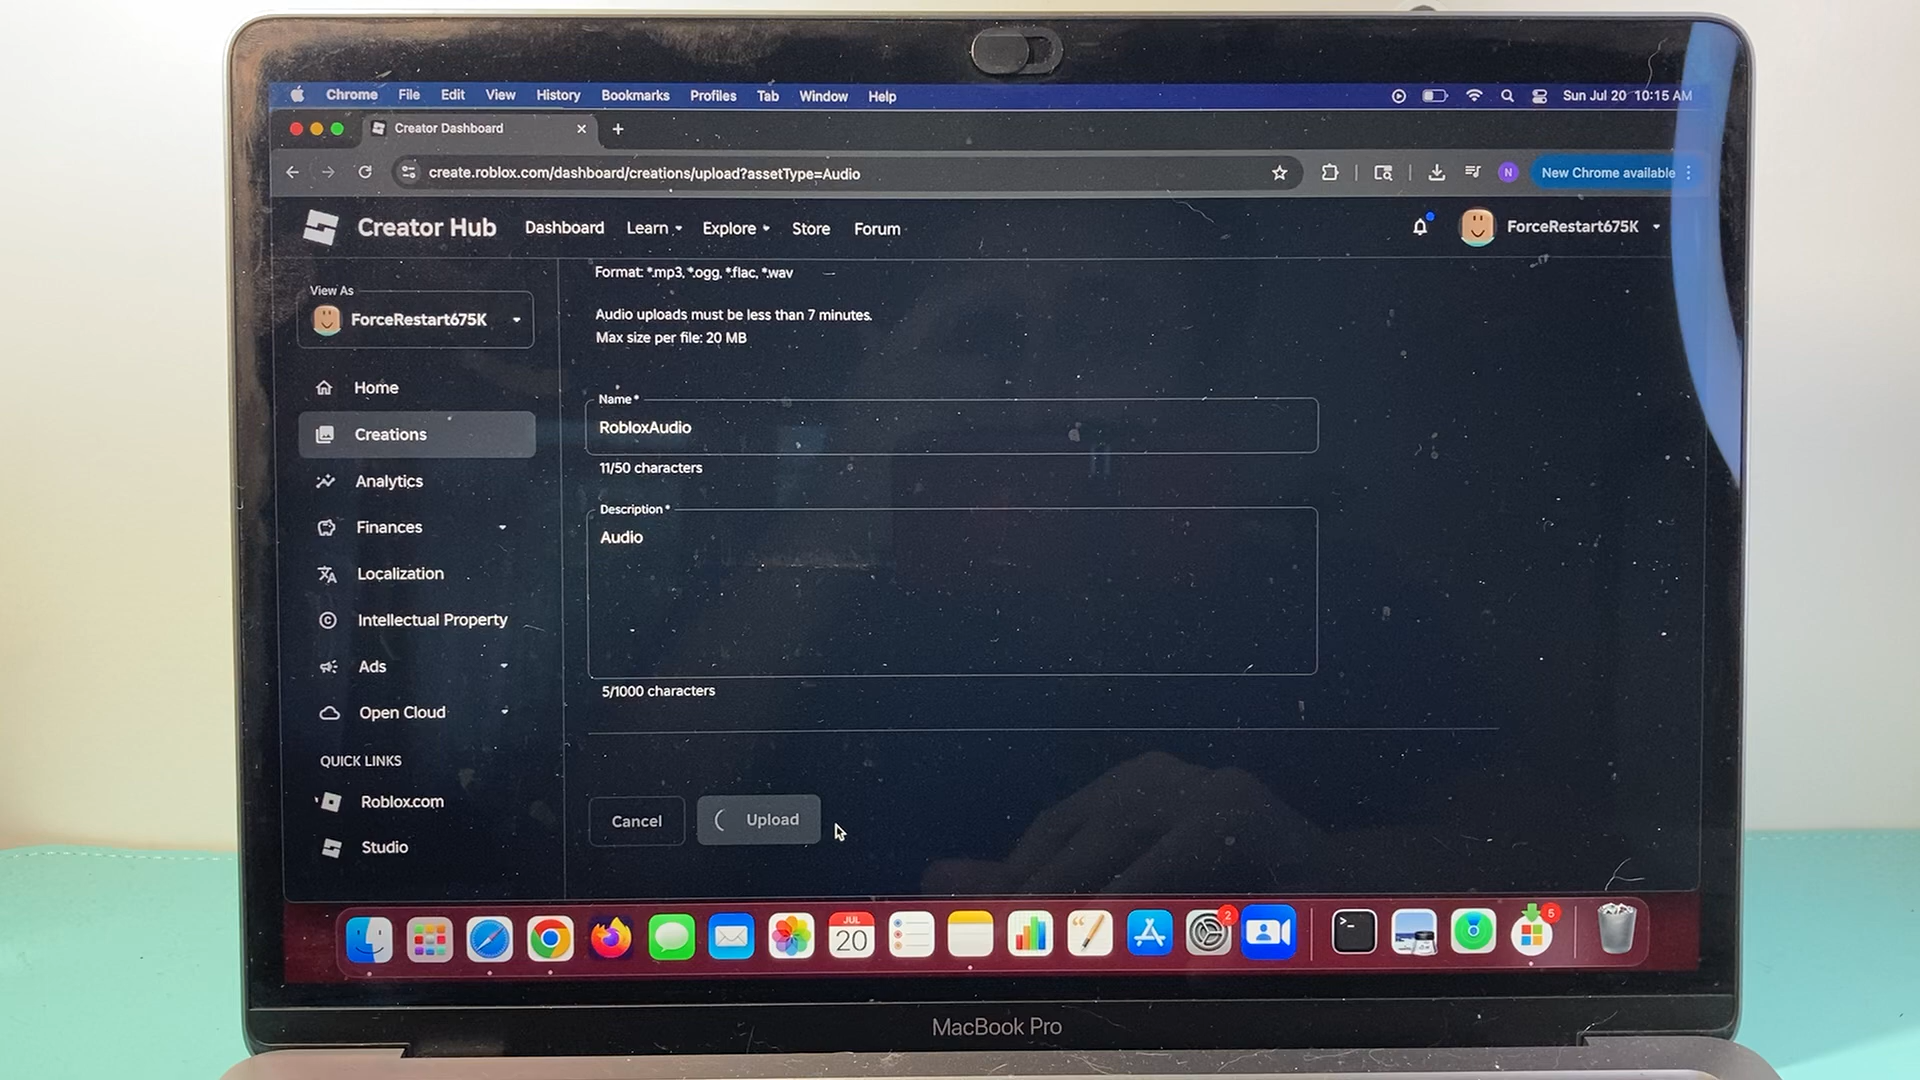 Chrome File Edit View History Bookmarks Profiles Tab Window Help Sun Jul 20 10:15 AM
Creator Dashboard
create.roblox.com/dashboard/creations/upload?assetType=Audio N New Chrome available
Creator Hub Dashboard Learn Explore Store Forum ForceRestart675K
Format: *.mp3, *.ogg, *.flac, *.wav
View As
ForceRestart675K
Audio uploads must be less than 7 minutes.
Max size per file: 20 MB
Home
Creations
Analytics
Finances
Localization
Intellectual Property
Ads
Open Cloud
QUICK LINKS
Roblox.com
Studio
Name*
RobloxAudio
11/50 characters
Description*
Audio
5/1000 characters
Cancel Upload
JUL
20
2
5
MacBook Pro